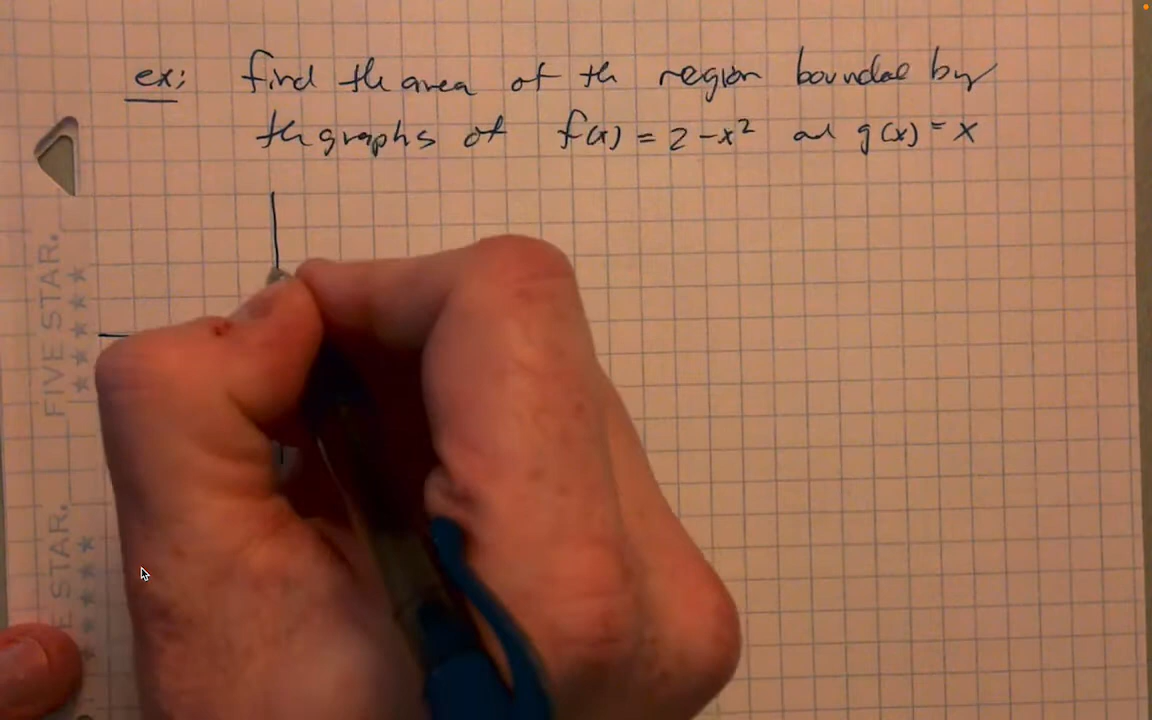 ex: find the area of the region bounded by
the graphs of f(x) = 2 - x² and g(x) = x
FIVE STAR.
E STAR.